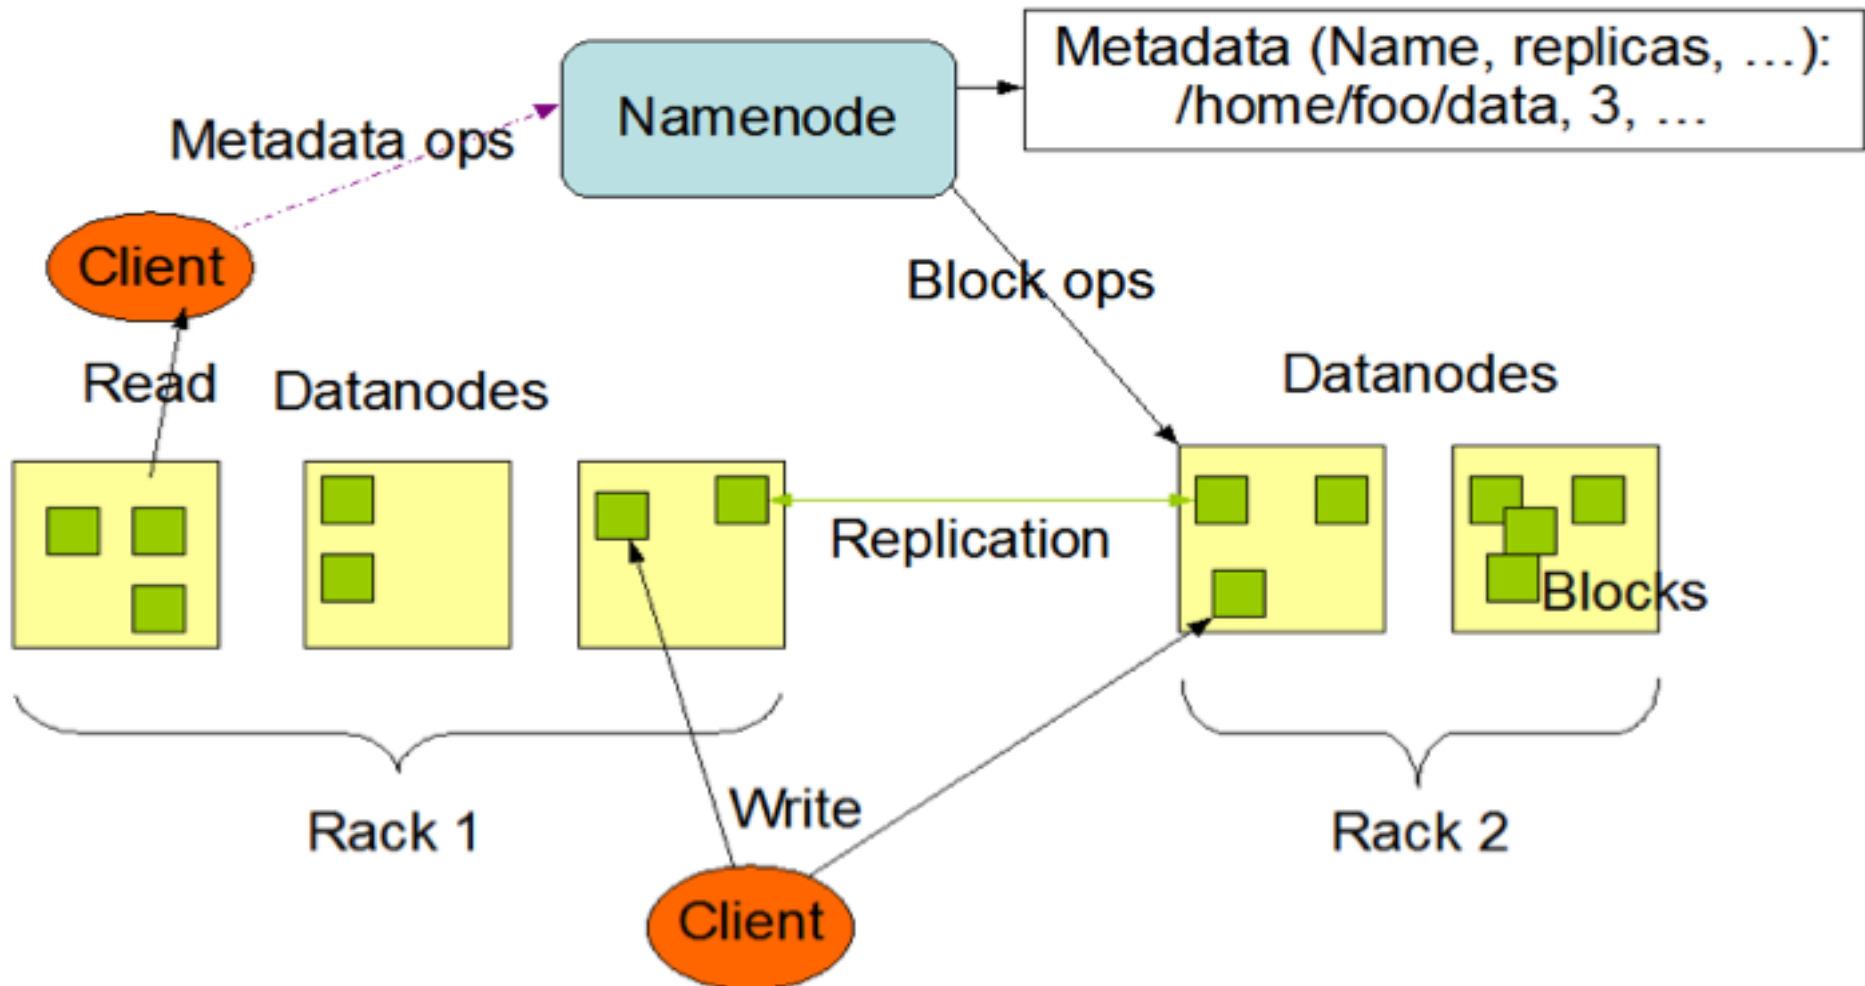 Metadata (Name, replicas, …):
/home/foo/data, 3, …
Namenode
Metadata ops
Client
Block ops
Read
Datanodes
Datanodes
Replication
Blocks
Rack 1
Write
Rack 2
Client